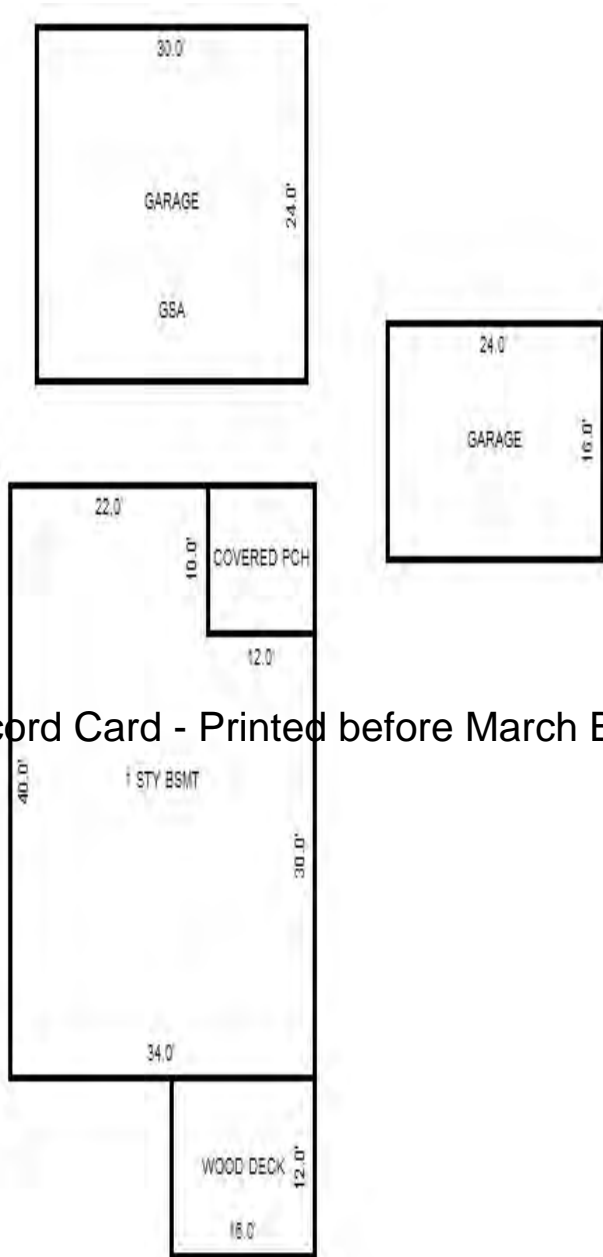 30.0'
GARAGE
24.0'
GSA
24.0'
GARAGE
16.0'
22.0'
10.0'
COVERED PCH
12.0'
cord Card - Printed before March B
40.0'
1 STY BSMT
30.0'
34.0'
WOOD DECK
12.0'
16.0'